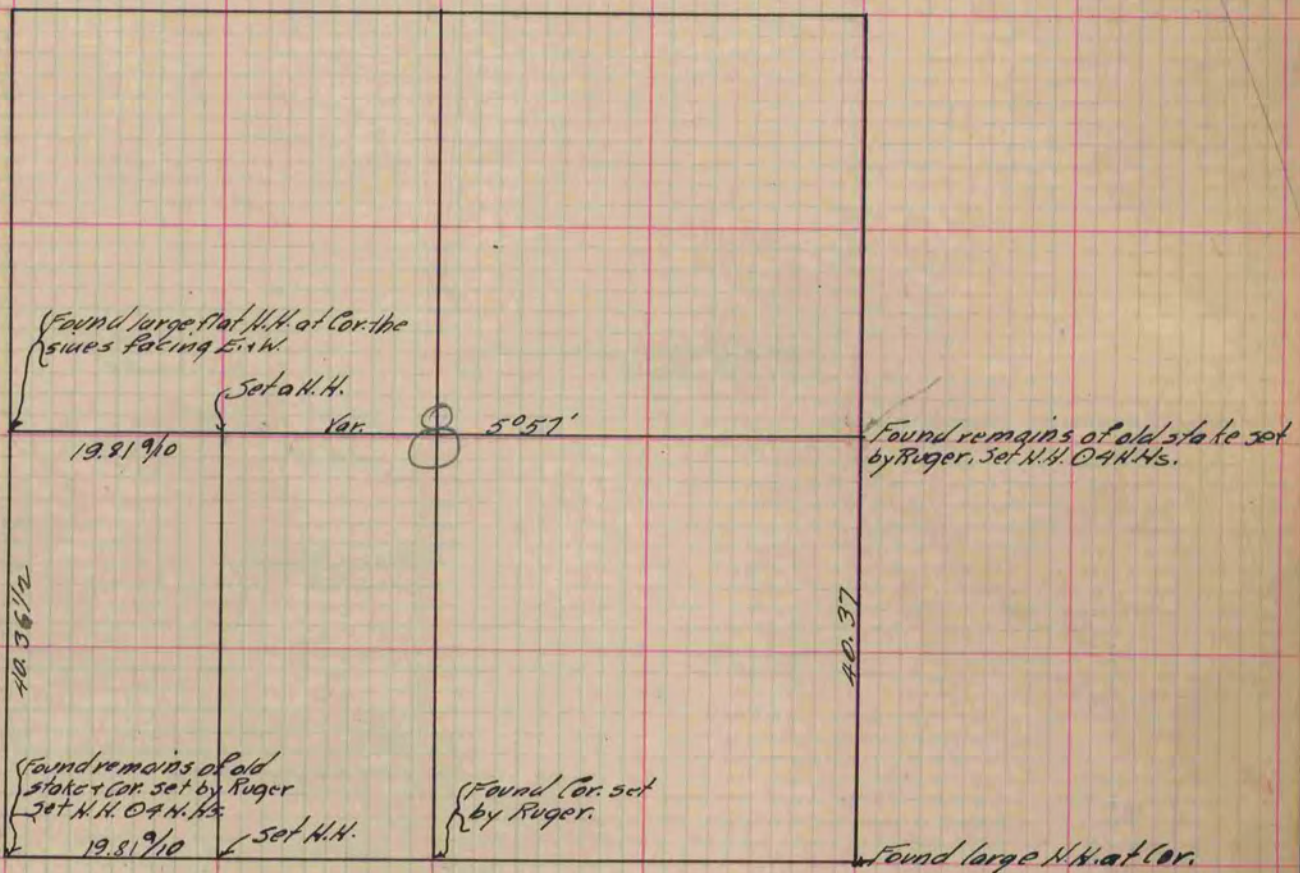 Found large flat N.H. at Cor. the
sides facing E. & W.
Set a N.H.
Var. 5°57'
8
19.81 9/10
Found remains of old stake set
by Ruger. Set N.H. O 4 N.Hs.
40.36 1/2
40.37
Found remains of old
stake & Cor. set by Ruger
Set N.H. O 4 N.Hs.
Found Cor. set
by Ruger.
19.81 9/10
Set N.H.
Found large N.H. at Cor.